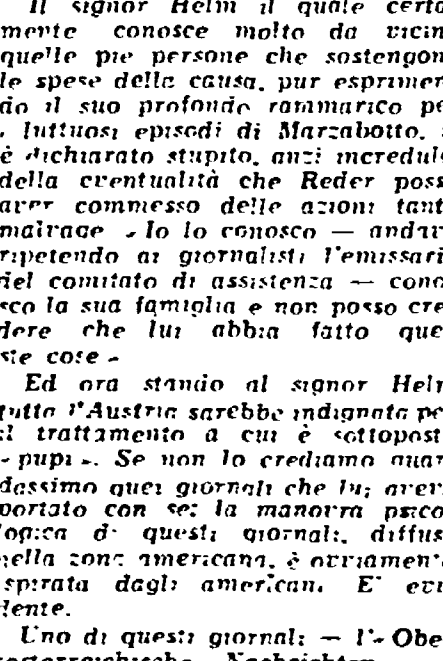 Il signor Helm il quale certa
mente conosce molto da vicin
quelle pie persone che sostengon
le spese della causa, pur esprimen
do il suo profondo rammarico pe
i luttuosi episodi di Marzabotto,
è dichiarato stupito, anzi incredul
della eventualità che Reder poss
aver commesso delle azioni tant
malvage « Io lo conosco — andav
ripetendo ai giornalisti l'emissari
del comitato di assistenza — cono
sco la sua famiglia e non posso cre
dere che lui abbia fatto que
ste cose »
Ed ora stando al signor Helm
tutta l'Austria sarebbe indignata pe
il trattamento a cui è sottopost
« pupi ». Se non lo crediamo guar
dassimo quei giornali che lui avev
portato con sé: la manovra psico
logica di questi giornali, diffus
nella zona americana, è ovviament
spirata dagli american. E' evi
dente.
Uno di questi giornali — l'« Obe
Nachrichten